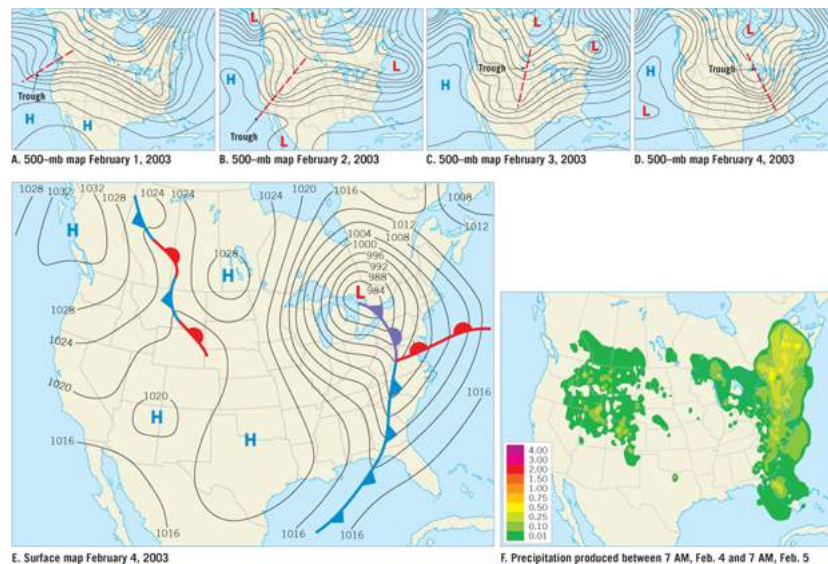 Trough
H
H
A. 500–mb map February 1, 2003
L
L
H
Trough
L
B. 500–mb map February 2, 2003
L
L
Trough
H
C. 500–mb map February 3, 2003
L
Trough
H
L
D. 500–mb map February 4, 2003
1028
1032
1024
1024
1024
1020
1016
1008
H
1012
1004
1008
1012
1000
996
992
988
984
1028
H
L
1028
1024
1020
1020
H
H
1016
1016
1016
1016
1016
E. Surface map February 4, 2003
4.00
3.00
2.00
1.50
1.00
0.75
0.50
0.25
0.10
0.01
F. Precipitation produced between 7 AM, Feb. 4 and 7 AM, Feb. 5